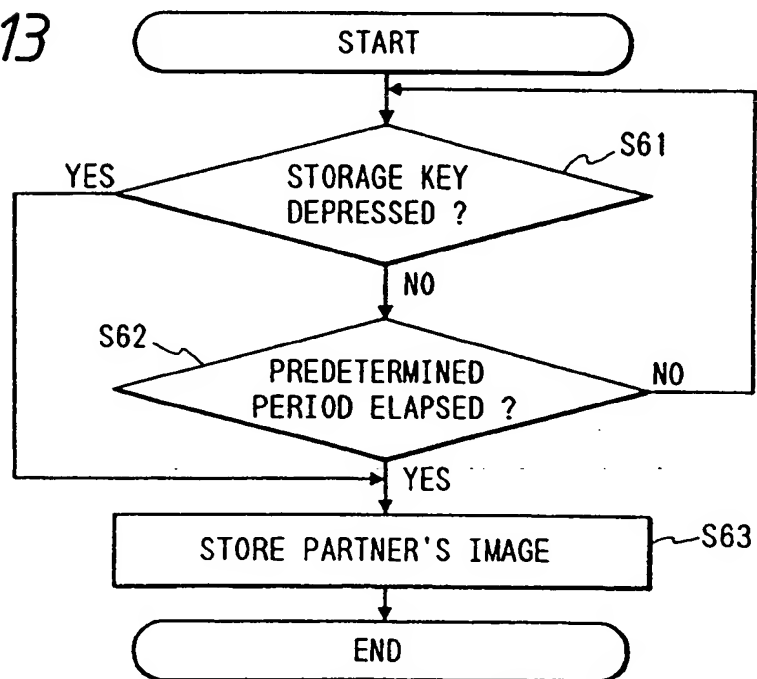 13
START
S61
YES
STORAGE KEY
DEPRESSED ?
NO
S62
PREDETERMINED
PERIOD ELAPSED ?
NO
YES
STORE PARTNER'S IMAGE
S63
END